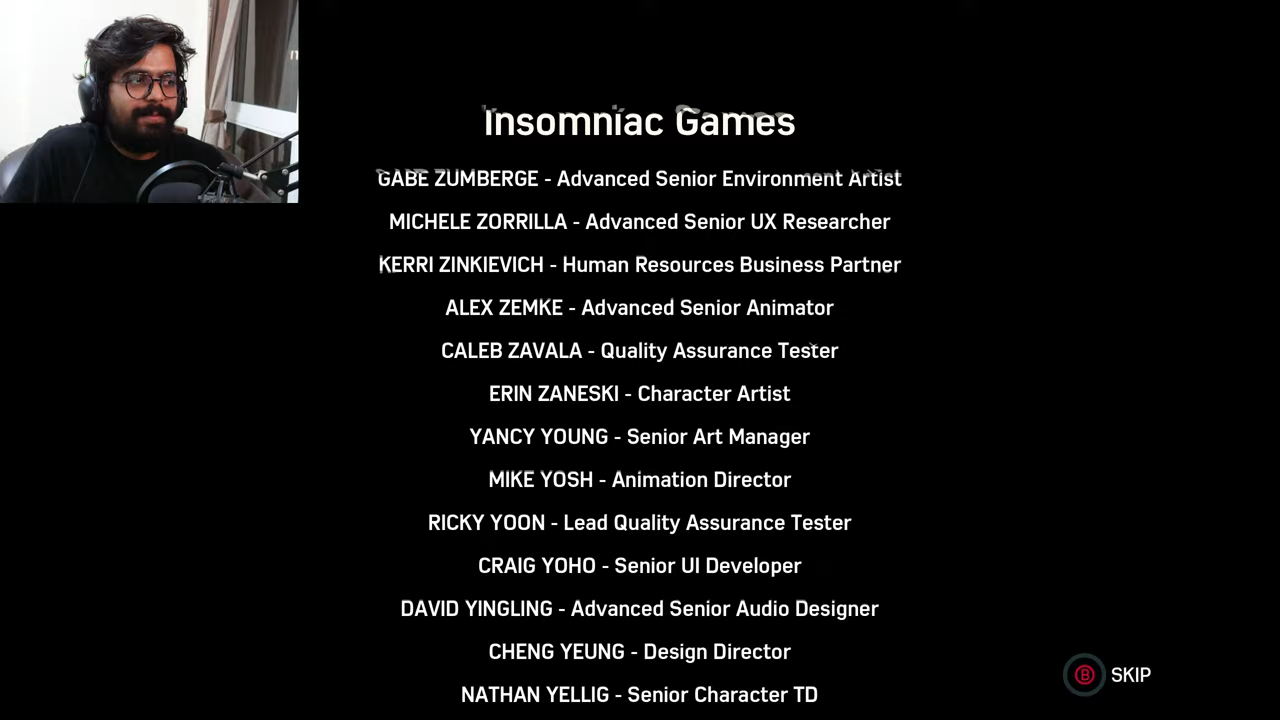 Insomniac Games
GABE ZUMBERGE - Advanced Senior Environment Artist
MICHELE ZORRILLA - Advanced Senior UX Researcher
KERRI ZINKIEVICH - Human Resources Business Partner
ALEX ZEMKE - Advanced Senior Animator
CALEB ZAVALA - Quality Assurance Tester
ERIN ZANESKI - Character Artist
YANCY YOUNG - Senior Art Manager
MIKE YOSH - Animation Director
RICKY YOON - Lead Quality Assurance Tester
CRAIG YOHO - Senior UI Developer
DAVID YINGLING - Advanced Senior Audio Designer
CHENG YEUNG - Design Director
B SKIP
NATHAN YELLIG - Senior Character TD